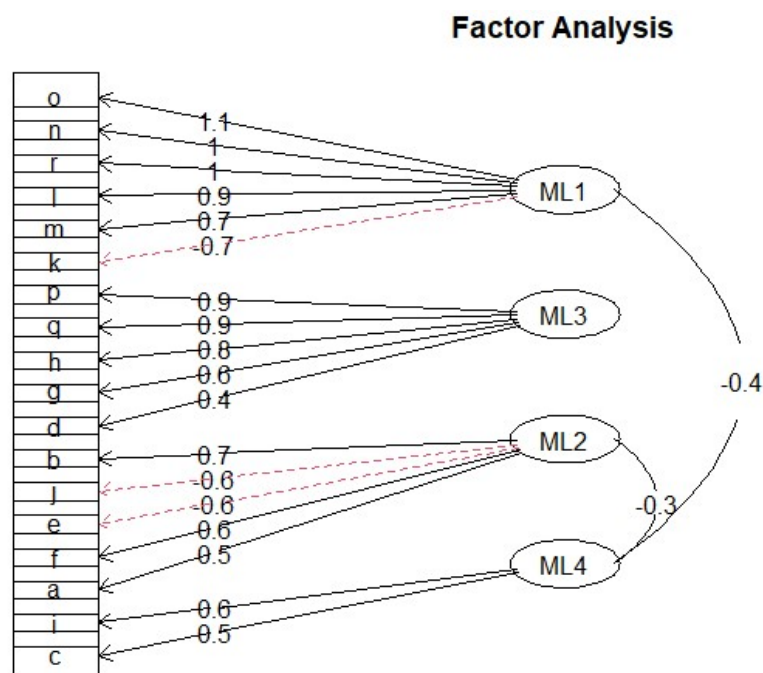 Factor Analysis
o
1.1
n
1
r
1
ML1
l
0.9
m
0.7
k
-0.7
p
0.9
q
0.9
ML3
h
0.8
g
0.6
-0.4
d
0.4
b
0.7
ML2
j
-0.6
e
-0.6
-0.3
f
0.6
a
0.5
ML4
i
0.6
c
0.5